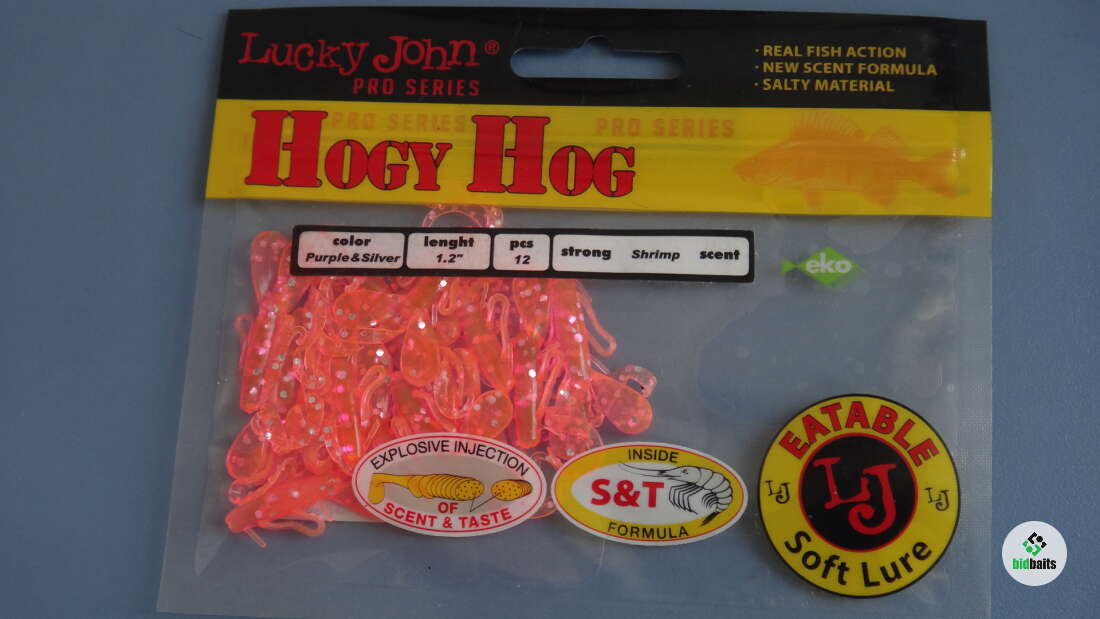 Lucky John®
PRO SERIES
· REAL FISH ACTION
· NEW SCENT FORMULA
· SALTY MATERIAL
PRO SERIES PRO SERIES
HOGY HOG
color
Purple&Silver
lenght
1.2"
pcs
12
strong Shrimp scent
eko
EXPLOSIVE INJECTION
OF
SCENT & TASTE
INSIDE
S&T
FORMULA
EATABLE
LJ LJ LJ
Soft Lure
bidbaits